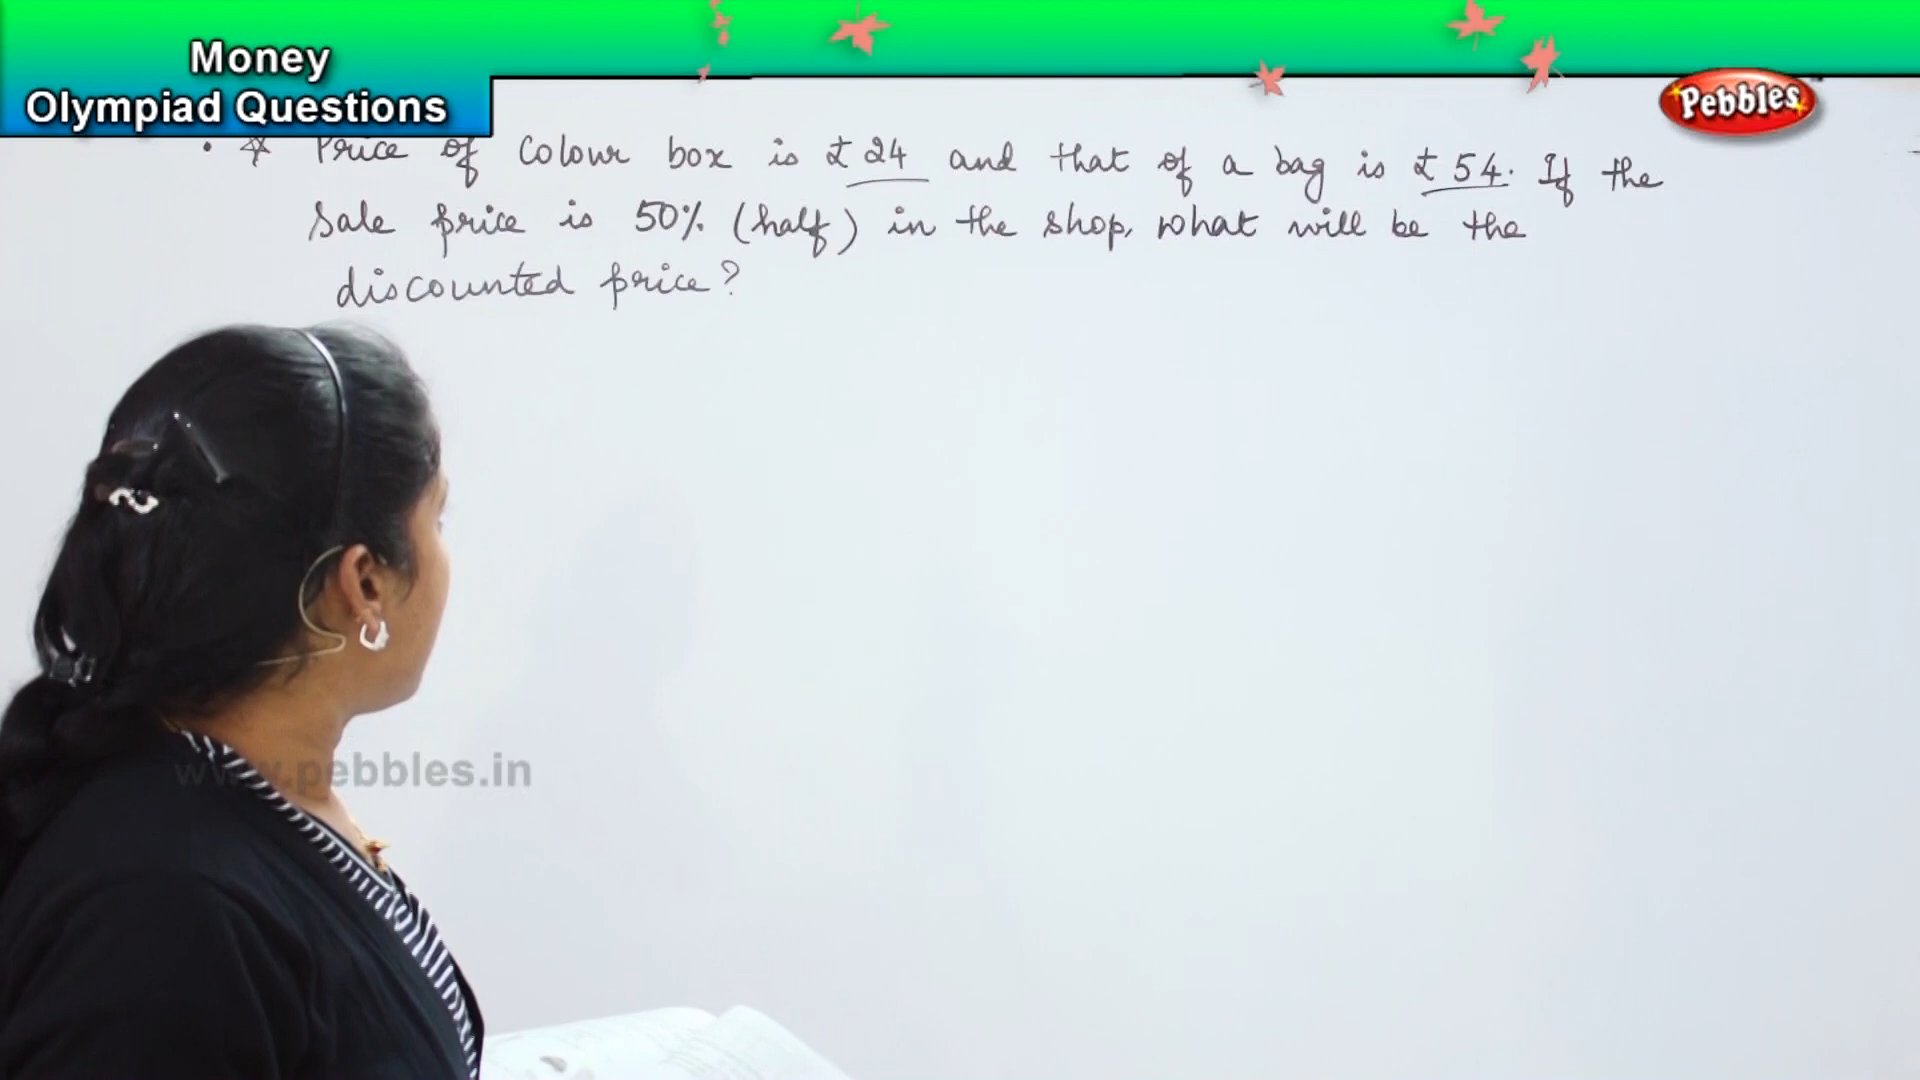 Money
Olympiad Questions
Pebbles
• ☆ Price of Colour box is ₹ 24 and that of a bag is ₹ 54. If the
Sale price is 50% (half) in the shop, what will be the
discounted price?
www.pebbles.in